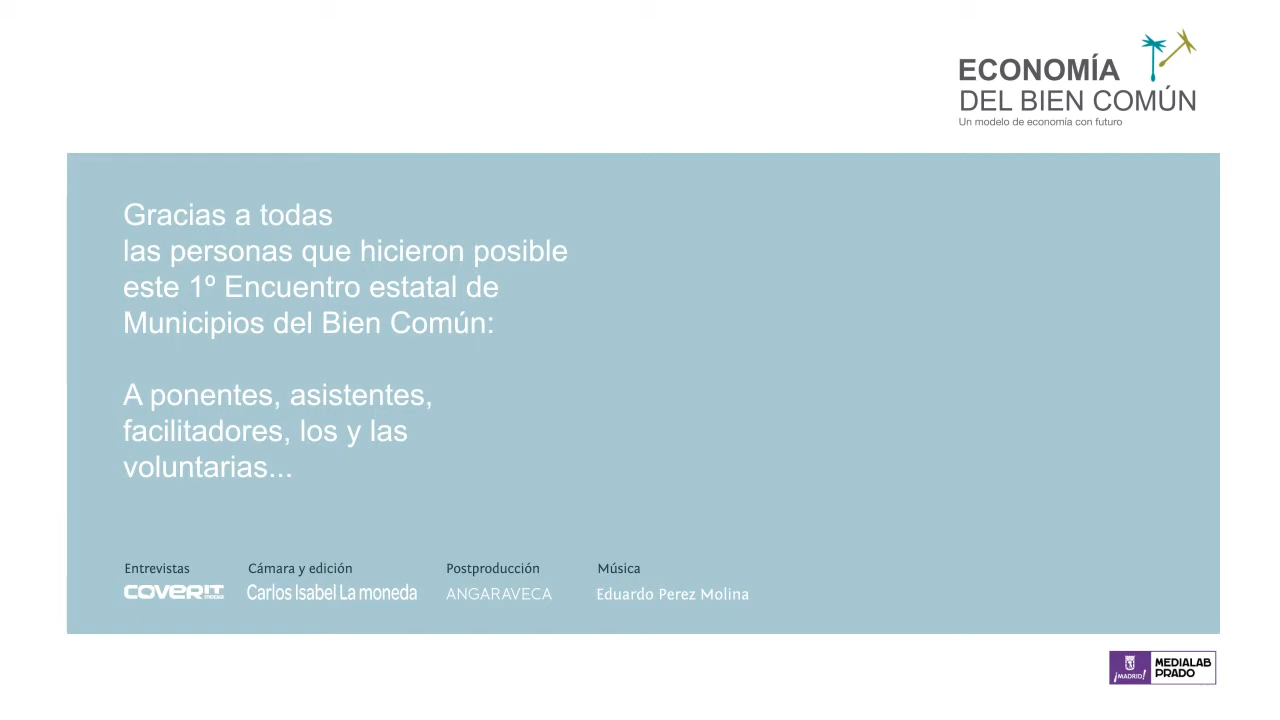 ECONOMÍA
DEL BIEN COMÚN
Un modelo de economía con futuro
Gracias a todas
las personas que hicieron posible
este 1º Encuentro estatal de
Municipios del Bien Común:
A ponentes, asistentes,
facilitadores, los y las
voluntarias...
Entrevistas
COVERIT
Cámara y edición
Carlos Isabel La moneda
Postproducción
ANGARAVECA
Música
Eduardo Perez Molina
¡MADRID!
MEDIALAB
PRADO